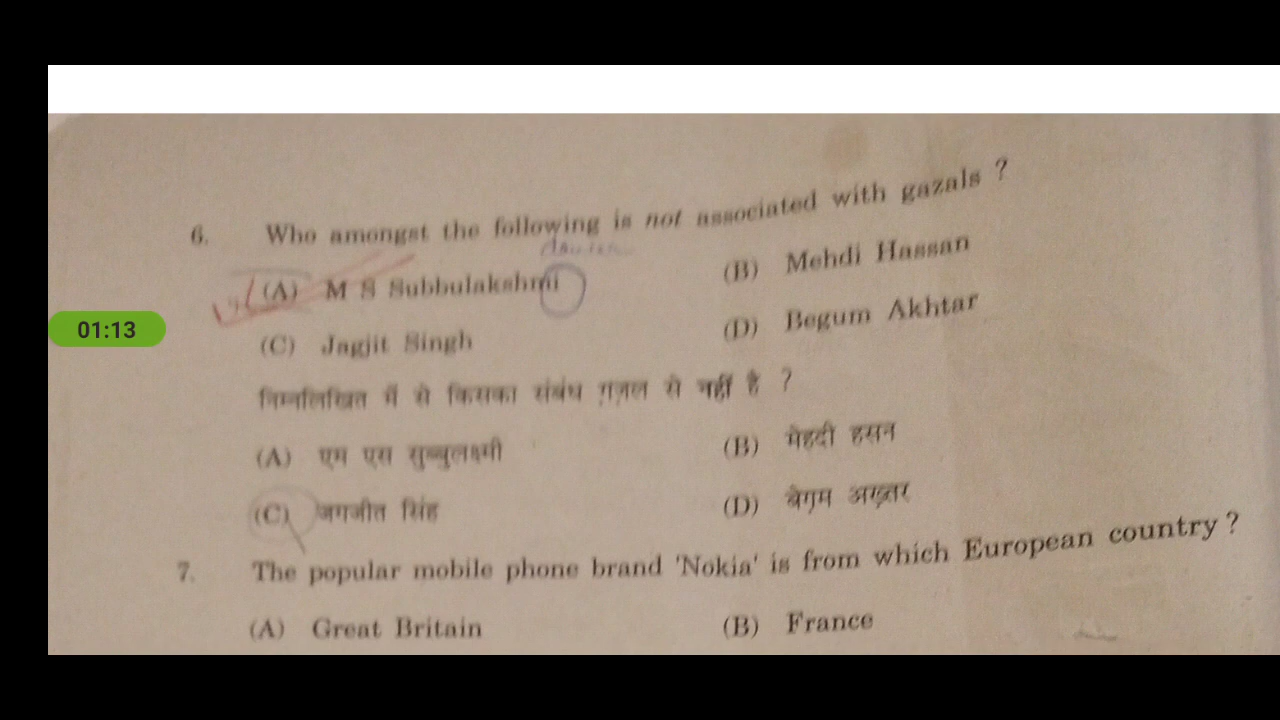 6. Who amongst the following is not associated with gazals ?
(A) M S Subbulakshmi (B) Mehdi Hassan
01:13
(C) Jagjit Singh (D) Begum Akhtar
निम्नलिखित में से किसका संबंध ग़ज़ल से नहीं है ?
(A) एम एस सुब्बुलक्ष्मी (B) मेहदी हसन
(C) जगजीत सिंह (D) बेग़म अख़्तर
7. The popular mobile phone brand 'Nokia' is from which European country ?
(A) Great Britain (B) France